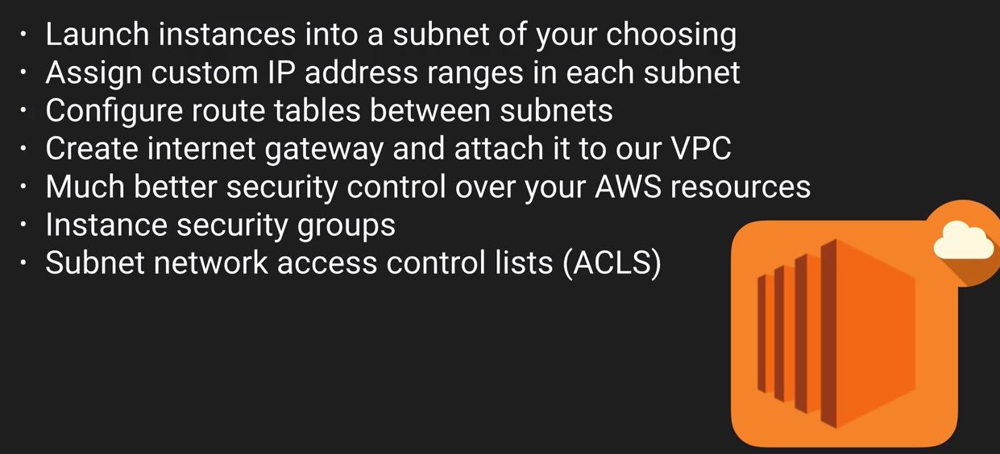 · Launch instances into a subnet of your choosing
· Assign custom IP address ranges in each subnet
· Configure route tables between subnets
· Create internet gateway and attach it to our VPC
· Much better security control over your AWS resources
· Instance security groups
· Subnet network access control lists (ACLS)